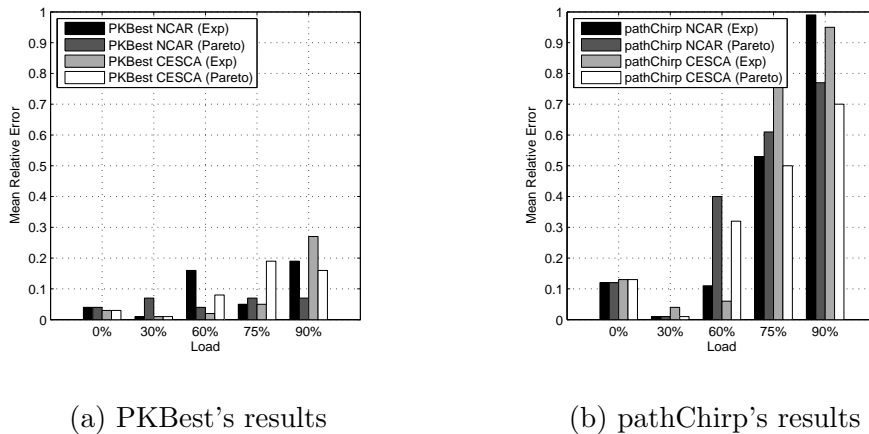 1
0.9
0.8
0.7
0.6
0.5
0.4
0.3
0.2
0.1
0
Mean Relative Error
PKBest NCAR (Exp)
PKBest NCAR (Pareto)
PKBest CESCA (Exp)
PKBest CESCA (Pareto)
0% 30% 60% 75% 90%
Load
(a) PKBest's results
1
0.9
0.8
0.7
0.6
0.5
0.4
0.3
0.2
0.1
0
Mean Relative Error
pathChirp NCAR (Exp)
pathChirp NCAR (Pareto)
pathChirp CESCA (Exp)
pathChirp CESCA (Pareto)
0% 30% 60% 75% 90%
Load
(b) pathChirp's results